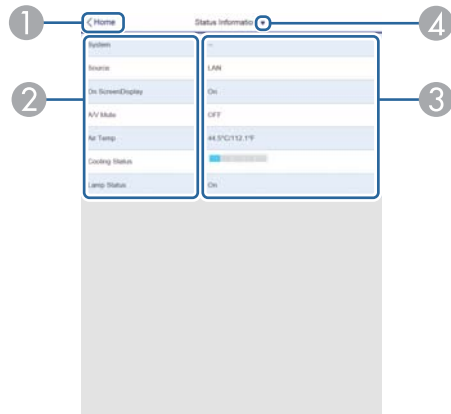 1
Home
Status Informatio
4
System
--
Source
LAN
2
On ScreenDisplay
On
3
A/V Mute
OFF
Air Temp
44.5°C/112.1°F
Cooling Status
Lamp Status
On